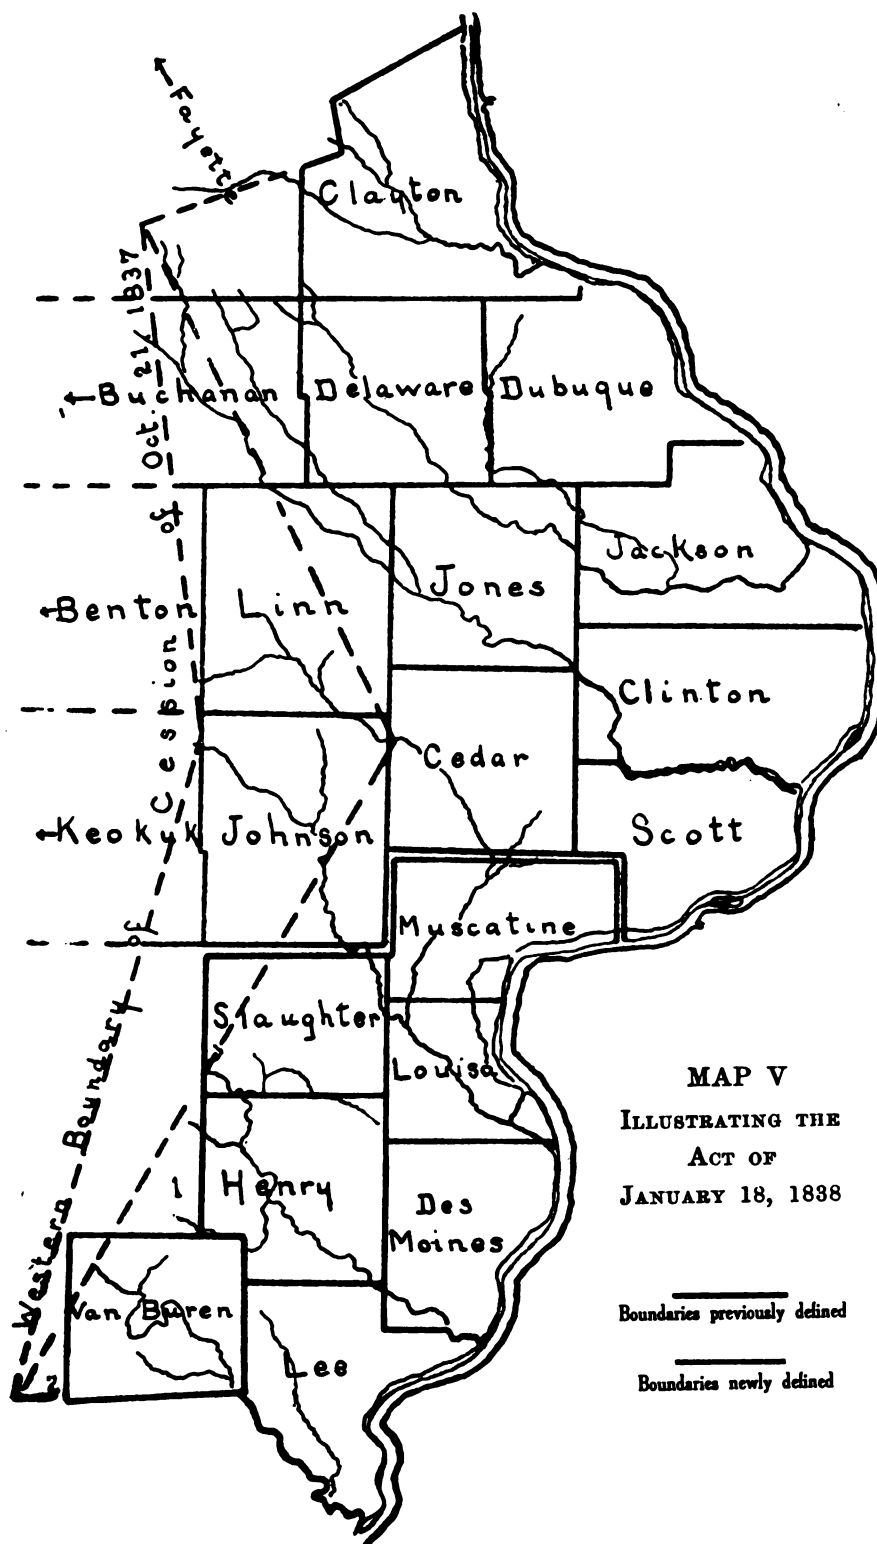 Fayette
Clayton
Buchanan
Delaware
Dubuque
Benton
Linn
Jones
Jackson
Clinton
Cedar
Keokuk
Johnson
Scott
Muscatine
Slaughter
Louisa
Henry
Des
Moines
Van Buren
Lee
Western Boundary of Cession of Oct. 21, 1837
1
2
MAP V
ILLUSTRATING THE
ACT OF
JANUARY 18, 1838
Boundaries previously defined
Boundaries newly defined